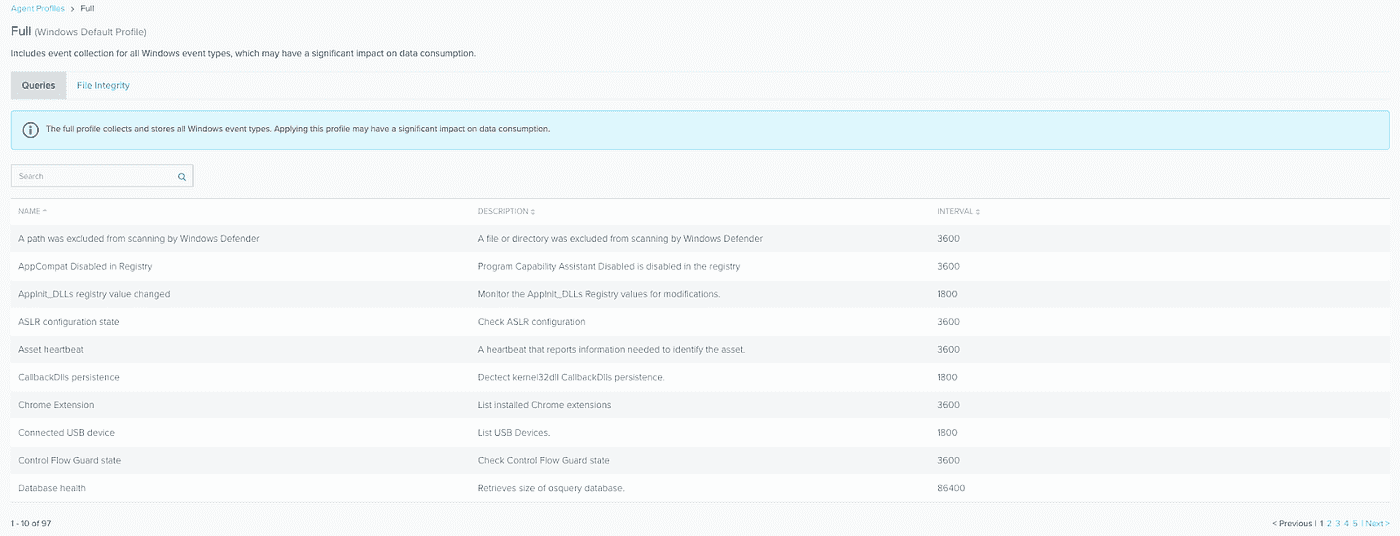 Agent Profiles > Full
Full (Windows Default Profile)
Includes event collection for all Windows event types, which may have a significant impact on data consumption.
Queries File Integrity
The full profile collects and stores all Windows event types. Applying this profile may have a significant impact on data consumption.
Search
NAME DESCRIPTION INTERVAL
A path was excluded from scanning by Windows Defender A file or directory was excluded from scanning by Windows Defender 3600
AppCompat Disabled in Registry Program Capability Assistant Disabled is disabled in the registry 3600
AppInit_DLLs registry value changed Monitor the AppInit_DLLs Registry values for modifications. 1800
ASLR configuration state Check ASLR configuration 3600
Asset heartbeat A heartbeat that reports information needed to identify the asset. 3600
CallbackDlls persistence Dectect kernel32dll CallbackDlls persistence. 1800
Chrome Extension List installed Chrome extensions 3600
Connected USB device List USB Devices. 1800
Control Flow Guard state Check Control Flow Guard state 3600
Database health Retrieves size of osquery database. 86400
1 - 10 of 97 < Previous | 1 2 3 4 5 | Next >